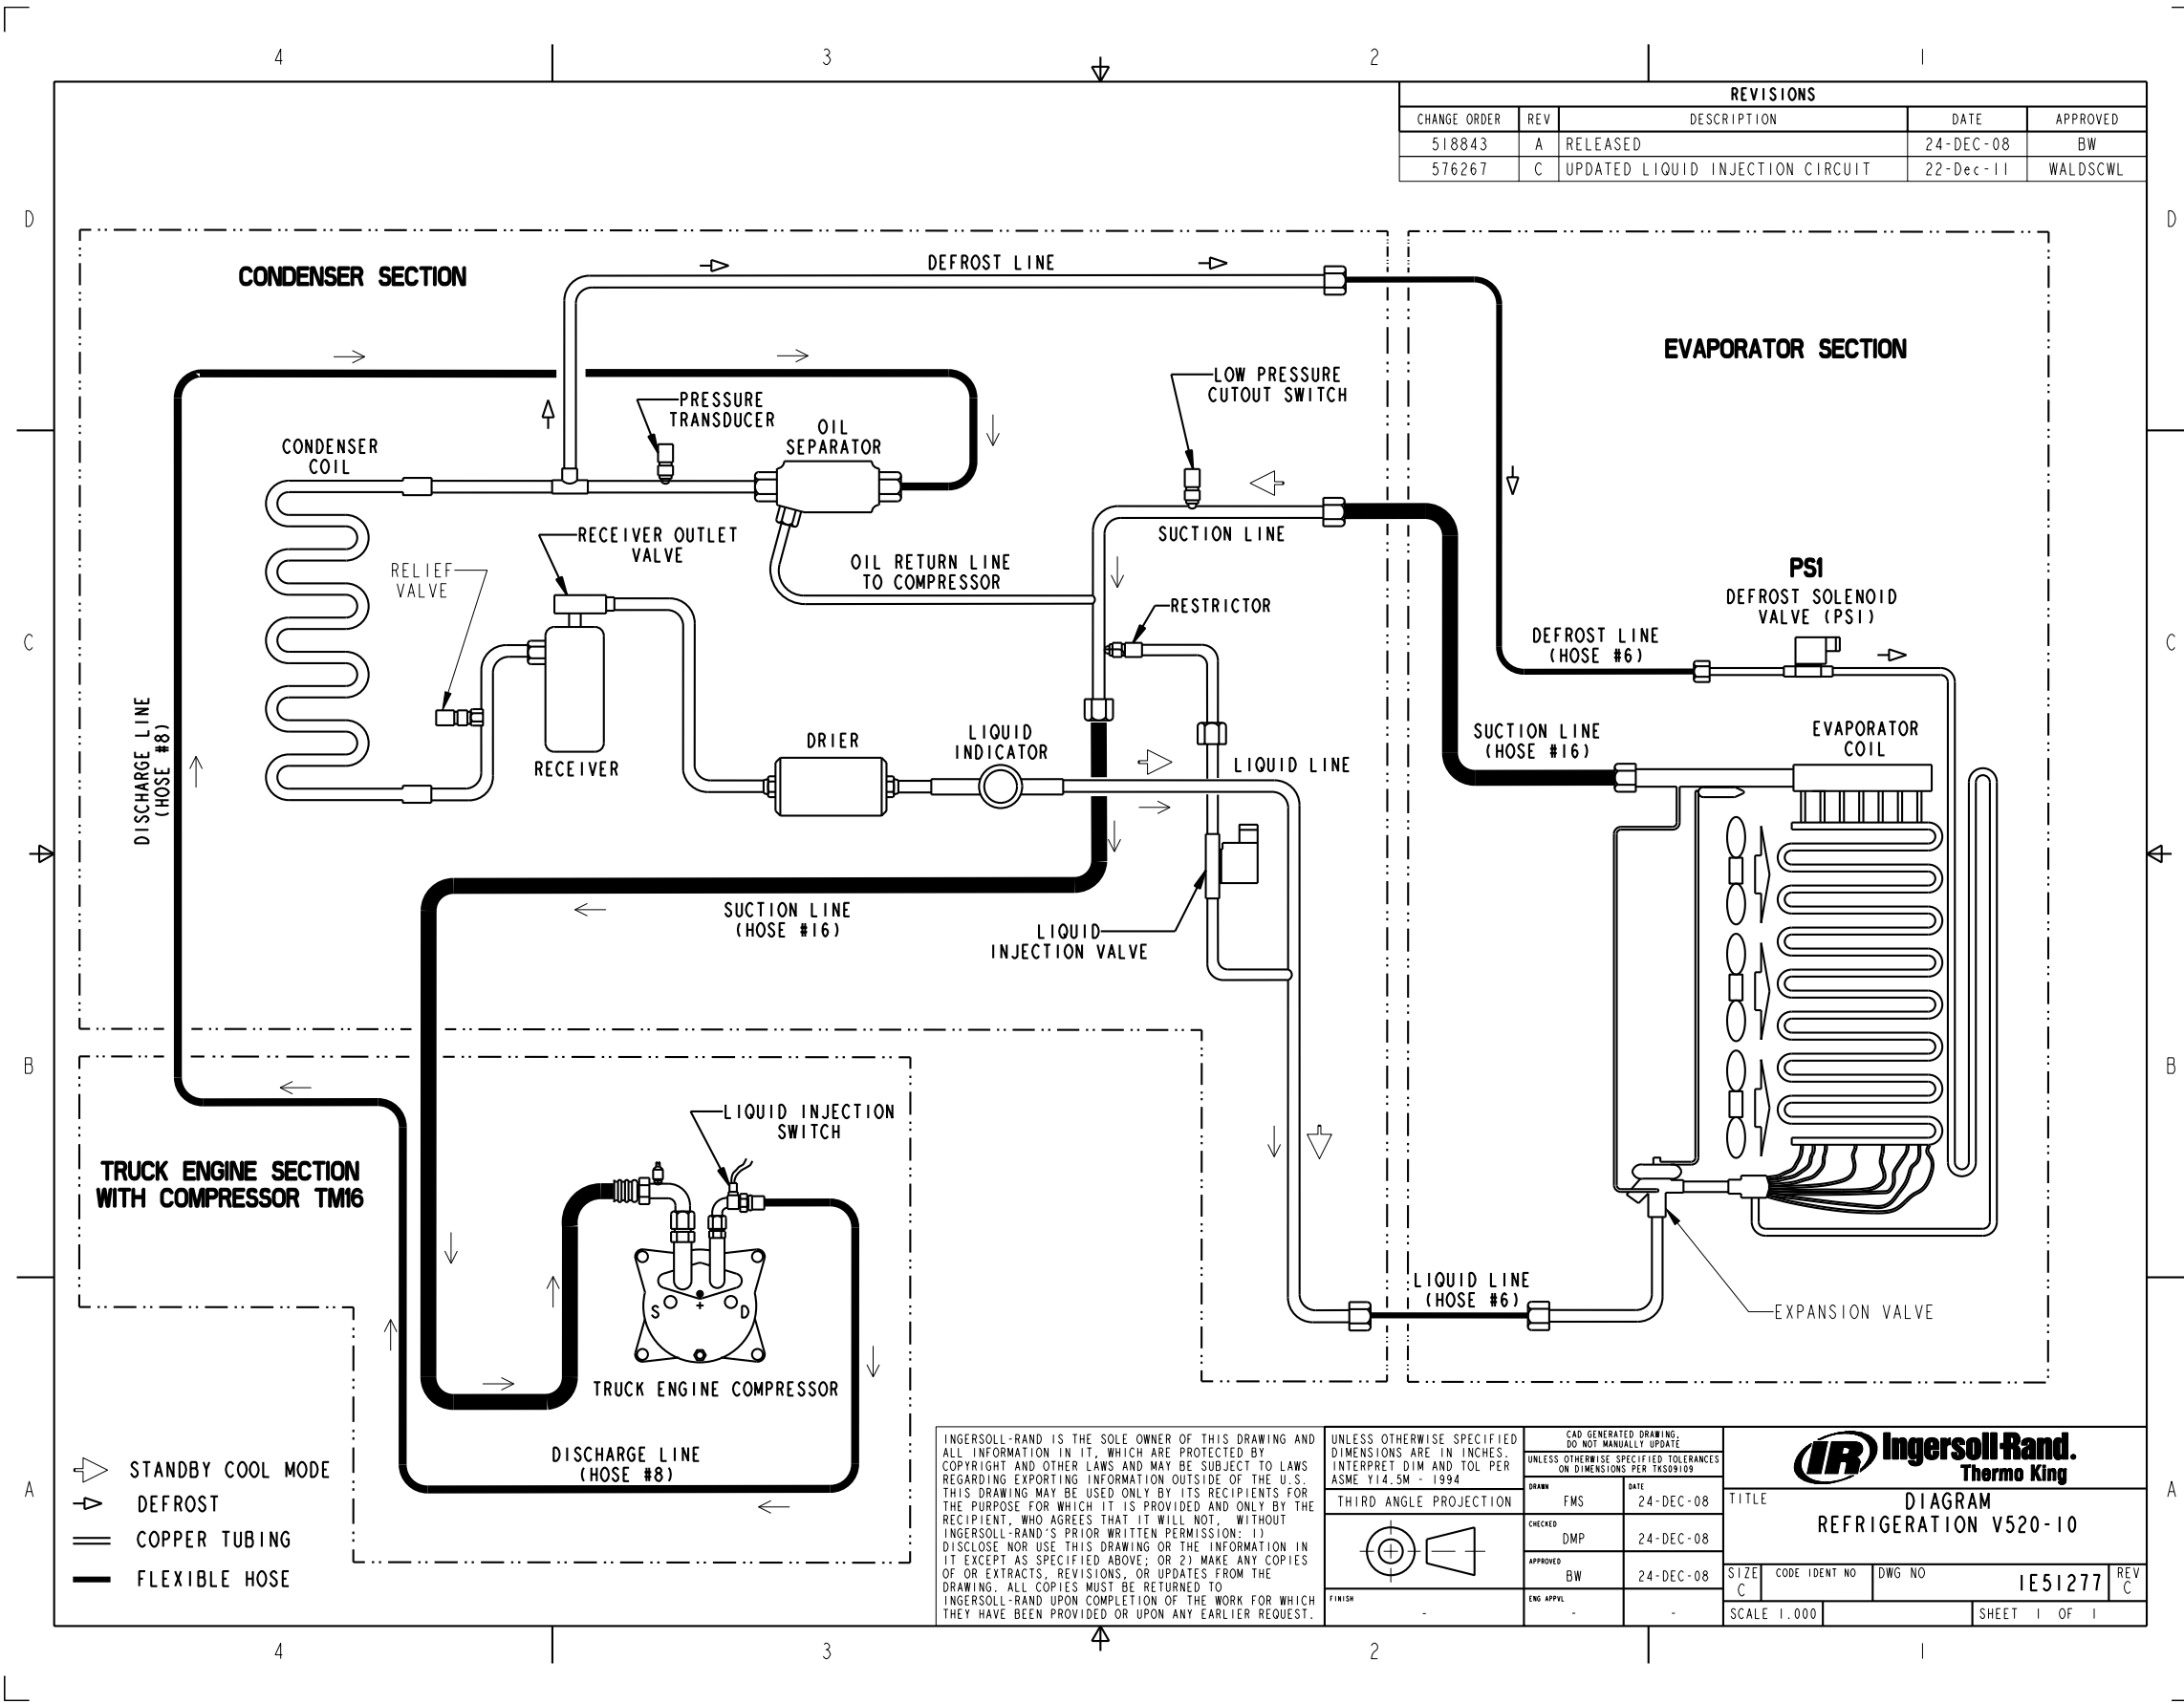 4
3
2
1
REVISIONS
CHANGE ORDER REV DESCRIPTION DATE APPROVED
518843 A RELEASED 24-DEC-08 BW
576267 C UPDATED LIQUID INJECTION CIRCUIT 22-Dec-11 WALDSCWL
D
D
CONDENSER SECTION
DEFROST LINE
EVAPORATOR SECTION
LOW PRESSURE
CUTOUT SWITCH
PRESSURE
TRANSDUCER
OIL
SEPARATOR
CONDENSER
COIL
RECEIVER OUTLET
VALVE
SUCTION LINE
RELIEF
VALVE
OIL RETURN LINE
TO COMPRESSOR
PS1
DEFROST SOLENOID
VALVE (PS1)
RESTRICTOR
C
C
DEFROST LINE
(HOSE #6)
DISCHARGE LINE
(HOSE #8)
RECEIVER
DRIER
LIQUID
INDICATOR
LIQUID LINE
SUCTION LINE
(HOSE #16)
EVAPORATOR
COIL
SUCTION LINE
(HOSE #16)
LIQUID
INJECTION VALVE
B
B
LIQUID INJECTION
SWITCH
TRUCK ENGINE SECTION
WITH COMPRESSOR TM16
S
D
LIQUID LINE
(HOSE #6)
EXPANSION VALVE
TRUCK ENGINE COMPRESSOR
DISCHARGE LINE
(HOSE #8)
A
A
STANDBY COOL MODE
DEFROST
COPPER TUBING
FLEXIBLE HOSE
INGERSOLL-RAND IS THE SOLE OWNER OF THIS DRAWING AND
ALL INFORMATION IN IT, WHICH ARE PROTECTED BY
COPYRIGHT AND OTHER LAWS AND MAY BE SUBJECT TO LAWS
REGARDING EXPORTING INFORMATION OUTSIDE OF THE U.S.
THIS DRAWING MAY BE USED ONLY BY ITS RECIPIENTS FOR
THE PURPOSE FOR WHICH IT IS PROVIDED AND ONLY BY THE
RECIPIENT, WHO AGREES THAT IT WILL NOT, WITHOUT
INGERSOLL-RAND'S PRIOR WRITTEN PERMISSION: 1)
DISCLOSE NOR USE THIS DRAWING OR THE INFORMATION IN
IT EXCEPT AS SPECIFIED ABOVE; OR 2) MAKE ANY COPIES
OF OR EXTRACTS, REVISIONS, OR UPDATES FROM THE
DRAWING. ALL COPIES MUST BE RETURNED TO
INGERSOLL-RAND UPON COMPLETION OF THE WORK FOR WHICH
THEY HAVE BEEN PROVIDED OR UPON ANY EARLIER REQUEST.
UNLESS OTHERWISE SPECIFIED
DIMENSIONS ARE IN INCHES.
INTERPRET DIM AND TOL PER
ASME Y14.5M - 1994
THIRD ANGLE PROJECTION
FINISH
-
CAD GENERATED DRAWING,
DO NOT MANUALLY UPDATE
UNLESS OTHERWISE SPECIFIED TOLERANCES
ON DIMENSIONS PER TKS09109
DRAWN FMS DATE 24-DEC-08
CHECKED DMP 24-DEC-08
APPROVED BW 24-DEC-08
ENG APPVL - -
IR Ingersoll-Rand.
Thermo King
TITLE DIAGRAM
REFRIGERATION V520-10
SIZE C CODE IDENT NO DWG NO 1E51277 REV C
SCALE 1.000 SHEET 1 OF 1
4
3
2
1